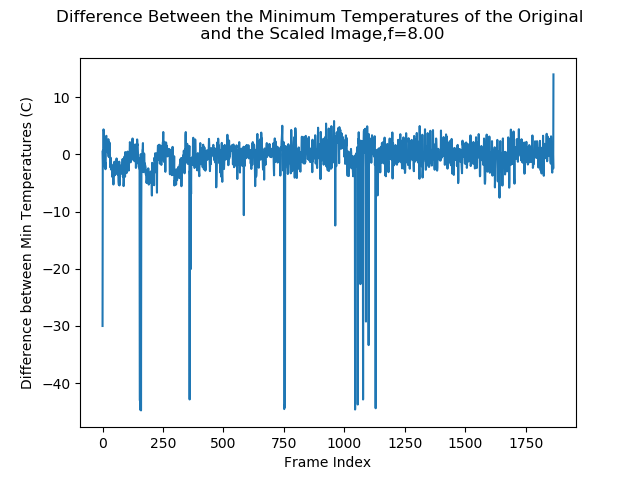 Difference Between the Minimum Temperatures of the Original
and the Scaled Image,f=8.00
Difference between Min Temperatures (C)
10
0
−10
−20
−30
−40
0 250 500 750 1000 1250 1500 1750
Frame Index